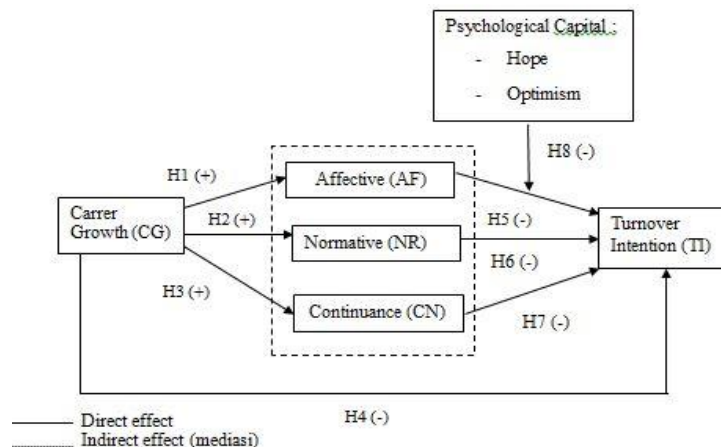 Psychological Capital :
- Hope
- Optimism
H8 (-)
H1 (+)
Affective (AF)
Carrer
Growth (CG)
H2 (+)
Normative (NR)
H5 (-)
Turnover
Intention (TI)
H6 (-)
H3 (+)
Continuance (CN)
H7 (-)
H4 (-)
Direct effect
Indirect effect (mediasi)